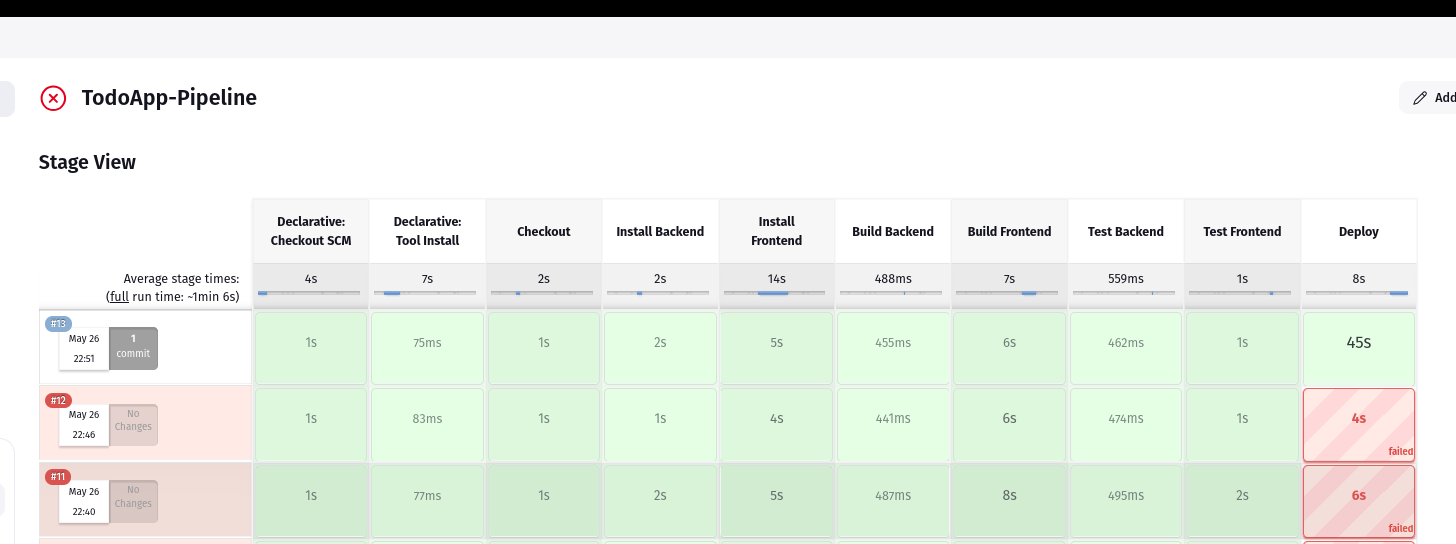 TodoApp-Pipeline
Add
Stage View
Declarative: Checkout SCM
Declarative: Tool Install
Checkout
Install Backend
Install Frontend
Build Backend
Build Frontend
Test Backend
Test Frontend
Deploy
Average stage times:
(full run time: ~1min 6s)
4s 7s 2s 2s 14s 488ms 7s 559ms 1s 8s
#13
May 26
22:51
1
commit
1s 75ms 1s 2s 5s 455ms 6s 462ms 1s 45s
#12
May 26
22:46
No
Changes
1s 83ms 1s 1s 4s 441ms 6s 474ms 1s 4s
failed
#11
May 26
22:40
No
Changes
1s 77ms 1s 2s 5s 487ms 8s 495ms 2s 6s
failed